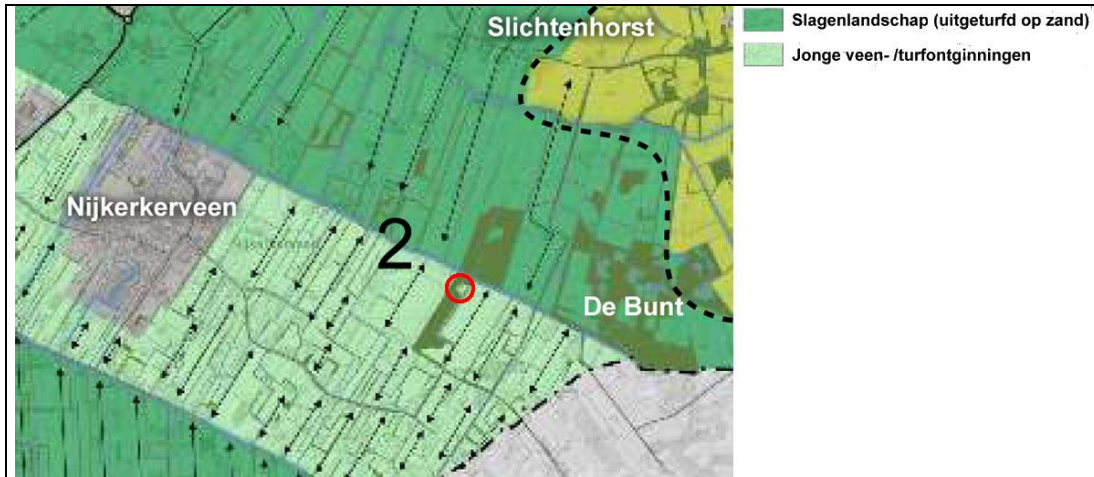 Slichtenhorst
Slagenlandschap (uitgeturfd op zand)
Jonge veen- /turfontginningen
Nijkerkerveen
2
De Bunt